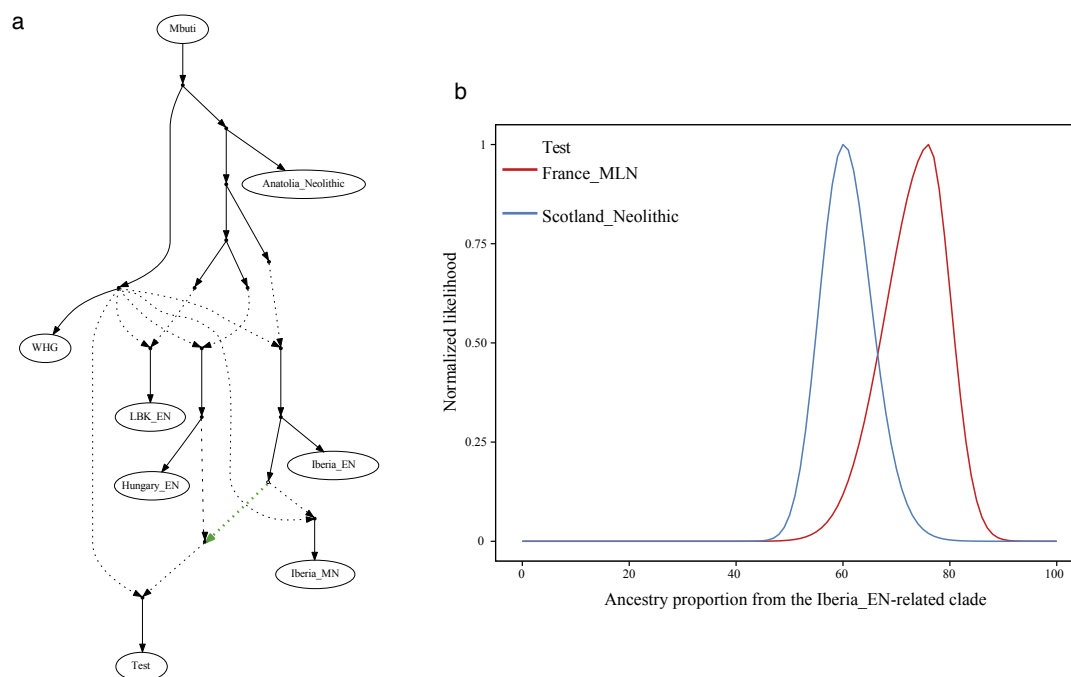 a
Mbuti
Anatolia_Neolithic
WHG
LBK_EN
Iberia_EN
Hungary_EN
Iberia_MN
Test
b
Test
France_MLN
Scotland_Neolithic
Normalized likelihood
1
0.75
0.50
0.25
0
0 20 40 60 80 100
Ancestry proportion from the Iberia_EN-related clade